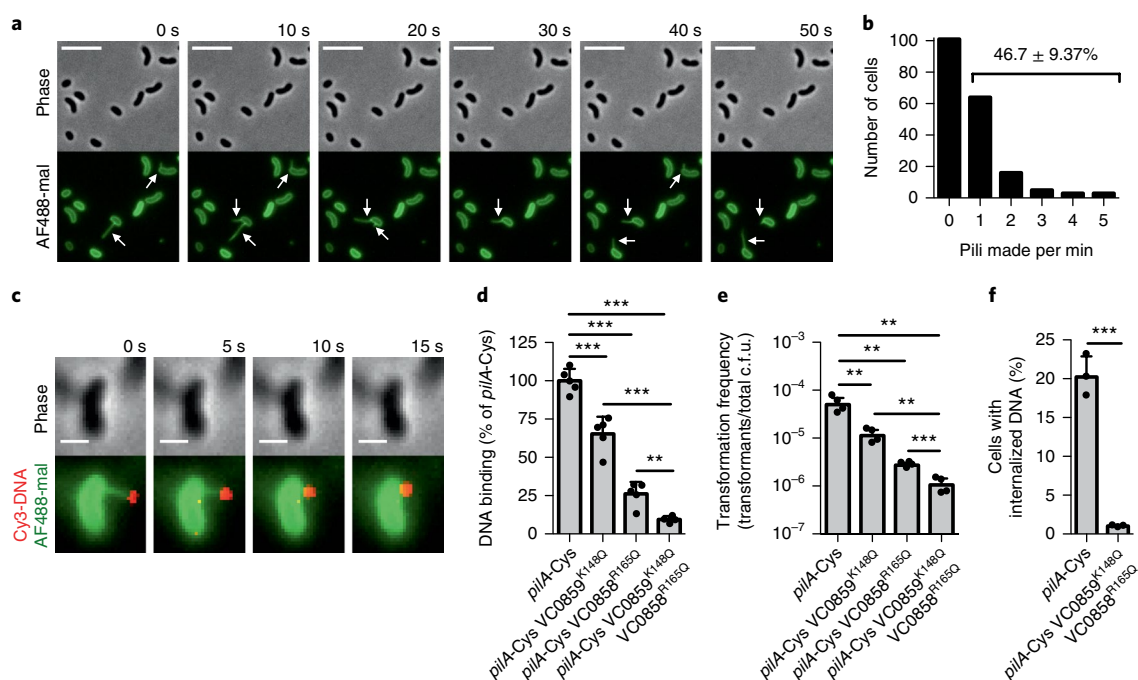 a
0 s
10 s
20 s
30 s
40 s
50 s
Phase
AF488-mal
b
46.7 ± 9.37%
Number of cells
100
80
60
40
20
0
0
1
2
3
4
5
Pili made per min
c
0 s
5 s
10 s
15 s
Phase
Cy3-DNA
AF488-mal
d
***
***
***
***
**
DNA binding (% of pilA-Cys)
125
100
75
50
25
0
pilA-Cys
pilA-Cys VC0859K148Q
pilA-Cys VC0858R165Q
pilA-Cys VC0859K148Q
VC0858R165Q
e
**
**
**
**
***
Transformation frequency
(transformants/total c.f.u.)
10−3
10−4
10−5
10−6
10−7
pilA-Cys
pilA-Cys VC0859K148Q
pilA-Cys VC0858R165Q
pilA-Cys VC0859K148Q
VC0858R165Q
f
***
Cells with
internalized DNA (%)
25
20
15
10
5
0
pilA-Cys
pilA-Cys VC0859K148Q
VC0858R165Q